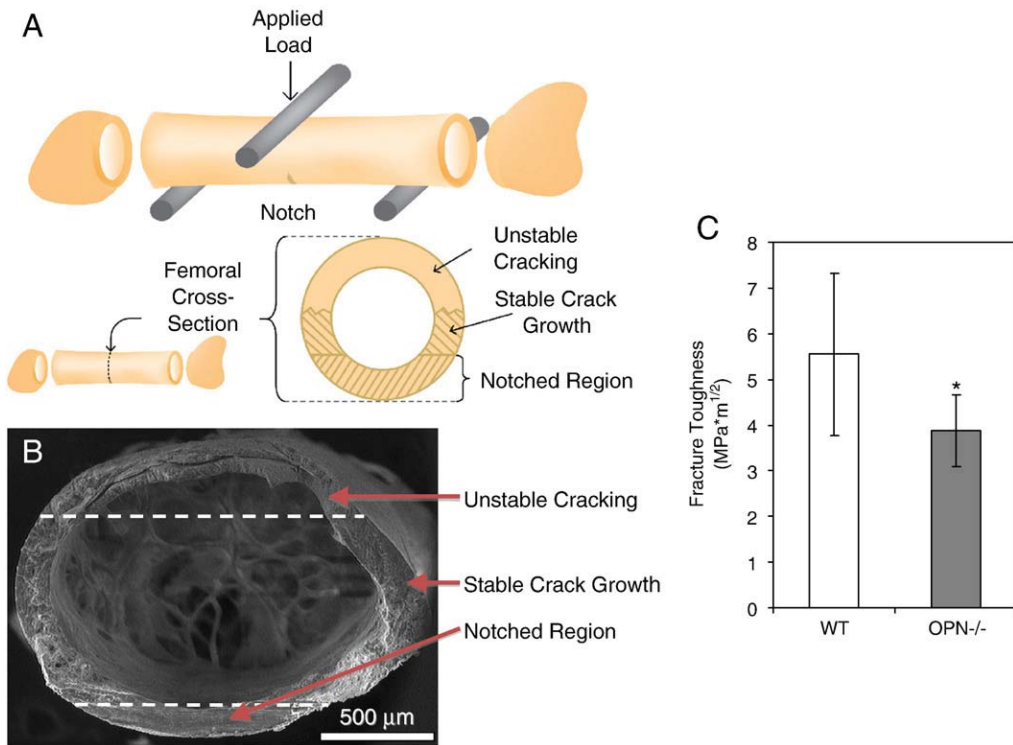 A
Applied
Load
Notch
Femoral
Cross-
Section
Unstable
Cracking
Stable Crack
Growth
Notched Region
B
Unstable Cracking
Stable Crack Growth
Notched Region
500 µm
C
Fracture Toughness
(MPa*m1/2)
8
7
6
5
4
3
2
1
0
*
WT
OPN-/-